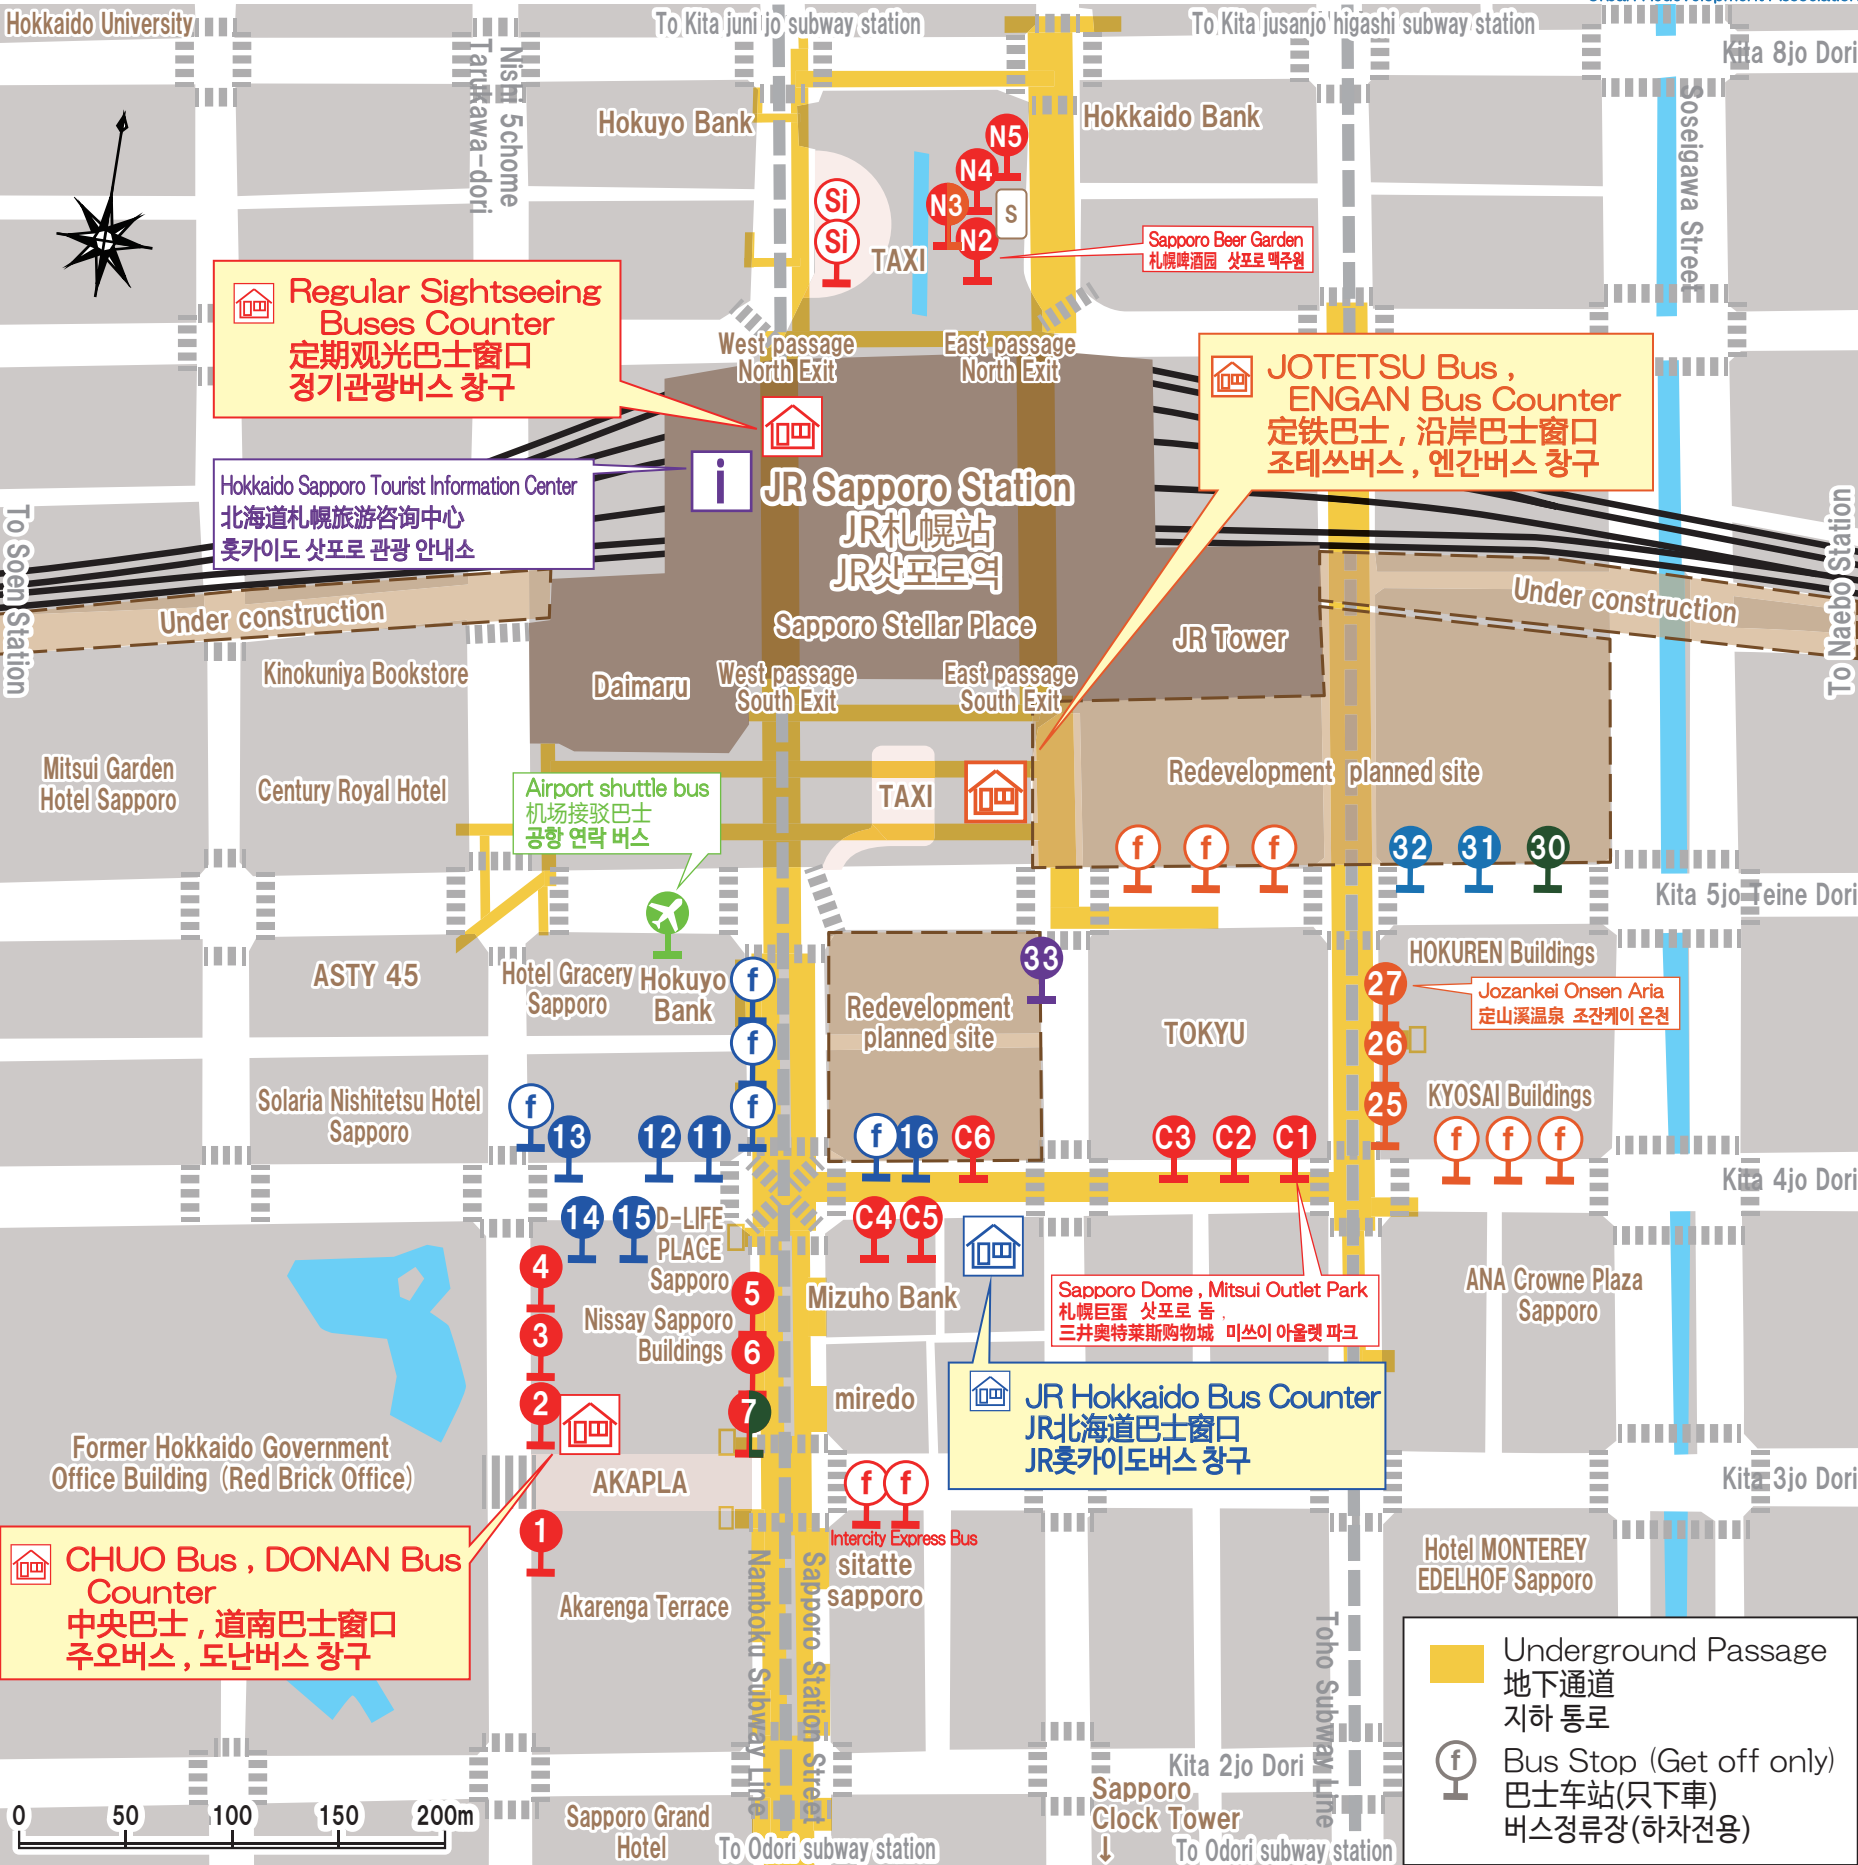 Hokkaido University
To Kita juni jo subway station
To Kita jusanjo higashi subway station
Kita 8jo Dori
Nishi 5chome
Tarukawa-dori
Soseigawa Street
Hokuyo Bank
Hokkaido Bank
N5
N4
N3
N2
S
Si
Si
TAXI
Sapporo Beer Garden
札幌啤酒园 삿포로 맥주원
Regular Sightseeing
Buses Counter
定期观光巴士窗口
정기관광버스 창구
West passage
North Exit
East passage
North Exit
JOTETSU Bus ,
ENGAN Bus Counter
定铁巴士 , 沿岸巴士窗口
조테쓰버스 , 엔간버스 창구
Hokkaido Sapporo Tourist Information Center
北海道札幌旅游咨询中心
홋카이도 삿포로 관광 안내소
i
JR Sapporo Station
JR札幌站
JR삿포로역
Sapporo Stellar Place
To Soen Station
To Naebo Station
Under construction
Under construction
JR Tower
Kinokuniya Bookstore
Daimaru
West passage
South Exit
East passage
South Exit
Mitsui Garden
Hotel Sapporo
Century Royal Hotel
Airport shuttle bus
机场接驳巴士
공항 연락 버스
TAXI
Redevelopment planned site
f
f
f
32
31
30
Kita 5jo Teine Dori
ASTY 45
Hotel Gracery
Sapporo
Hokuyo
Bank
f
f
f
Redevelopment
planned site
33
TOKYU
HOKUREN Buildings
27
26
25
Jozankei Onsen Aria
定山溪温泉 조잔케이 온천
KYOSAI Buildings
f
f
f
Solaria Nishitetsu Hotel
Sapporo
f
13
12
11
f
16
C6
C3
C2
C1
Kita 4jo Dori
14
15
D-LIFE
PLACE
Sapporo
C4
C5
4
3
2
1
5
6
7
Nissay Sapporo
Buildings
Mizuho Bank
miredo
Sapporo Dome , Mitsui Outlet Park
札幌巨蛋 삿포로 돔 ,
三井奥特莱斯购物城 미쓰이 아울렛 파크
ANA Crowne Plaza
Sapporo
JR Hokkaido Bus Counter
JR北海道巴士窗口
JR홋카이도버스 창구
Former Hokkaido Government
Office Building (Red Brick Office)
AKAPLA
f
f
Intercity Express Bus
sitatte
sapporo
Kita 3jo Dori
CHUO Bus , DONAN Bus
Counter
中央巴士 , 道南巴士窗口
주오버스 , 도난버스 창구
Akarenga Terrace
Namboku Subway Line
Sapporo Station Street
Toho Subway Line
Hotel MONTEREY
EDELHOF Sapporo
Underground Passage
地下通道
지하 통로
f
Bus Stop (Get off only)
巴士车站(只下車)
버스정류장(하차전용)
Kita 2jo Dori
Sapporo
Clock Tower
↓
0 50 100 150 200m
Sapporo Grand
Hotel
To Odori subway station
To Odori subway station